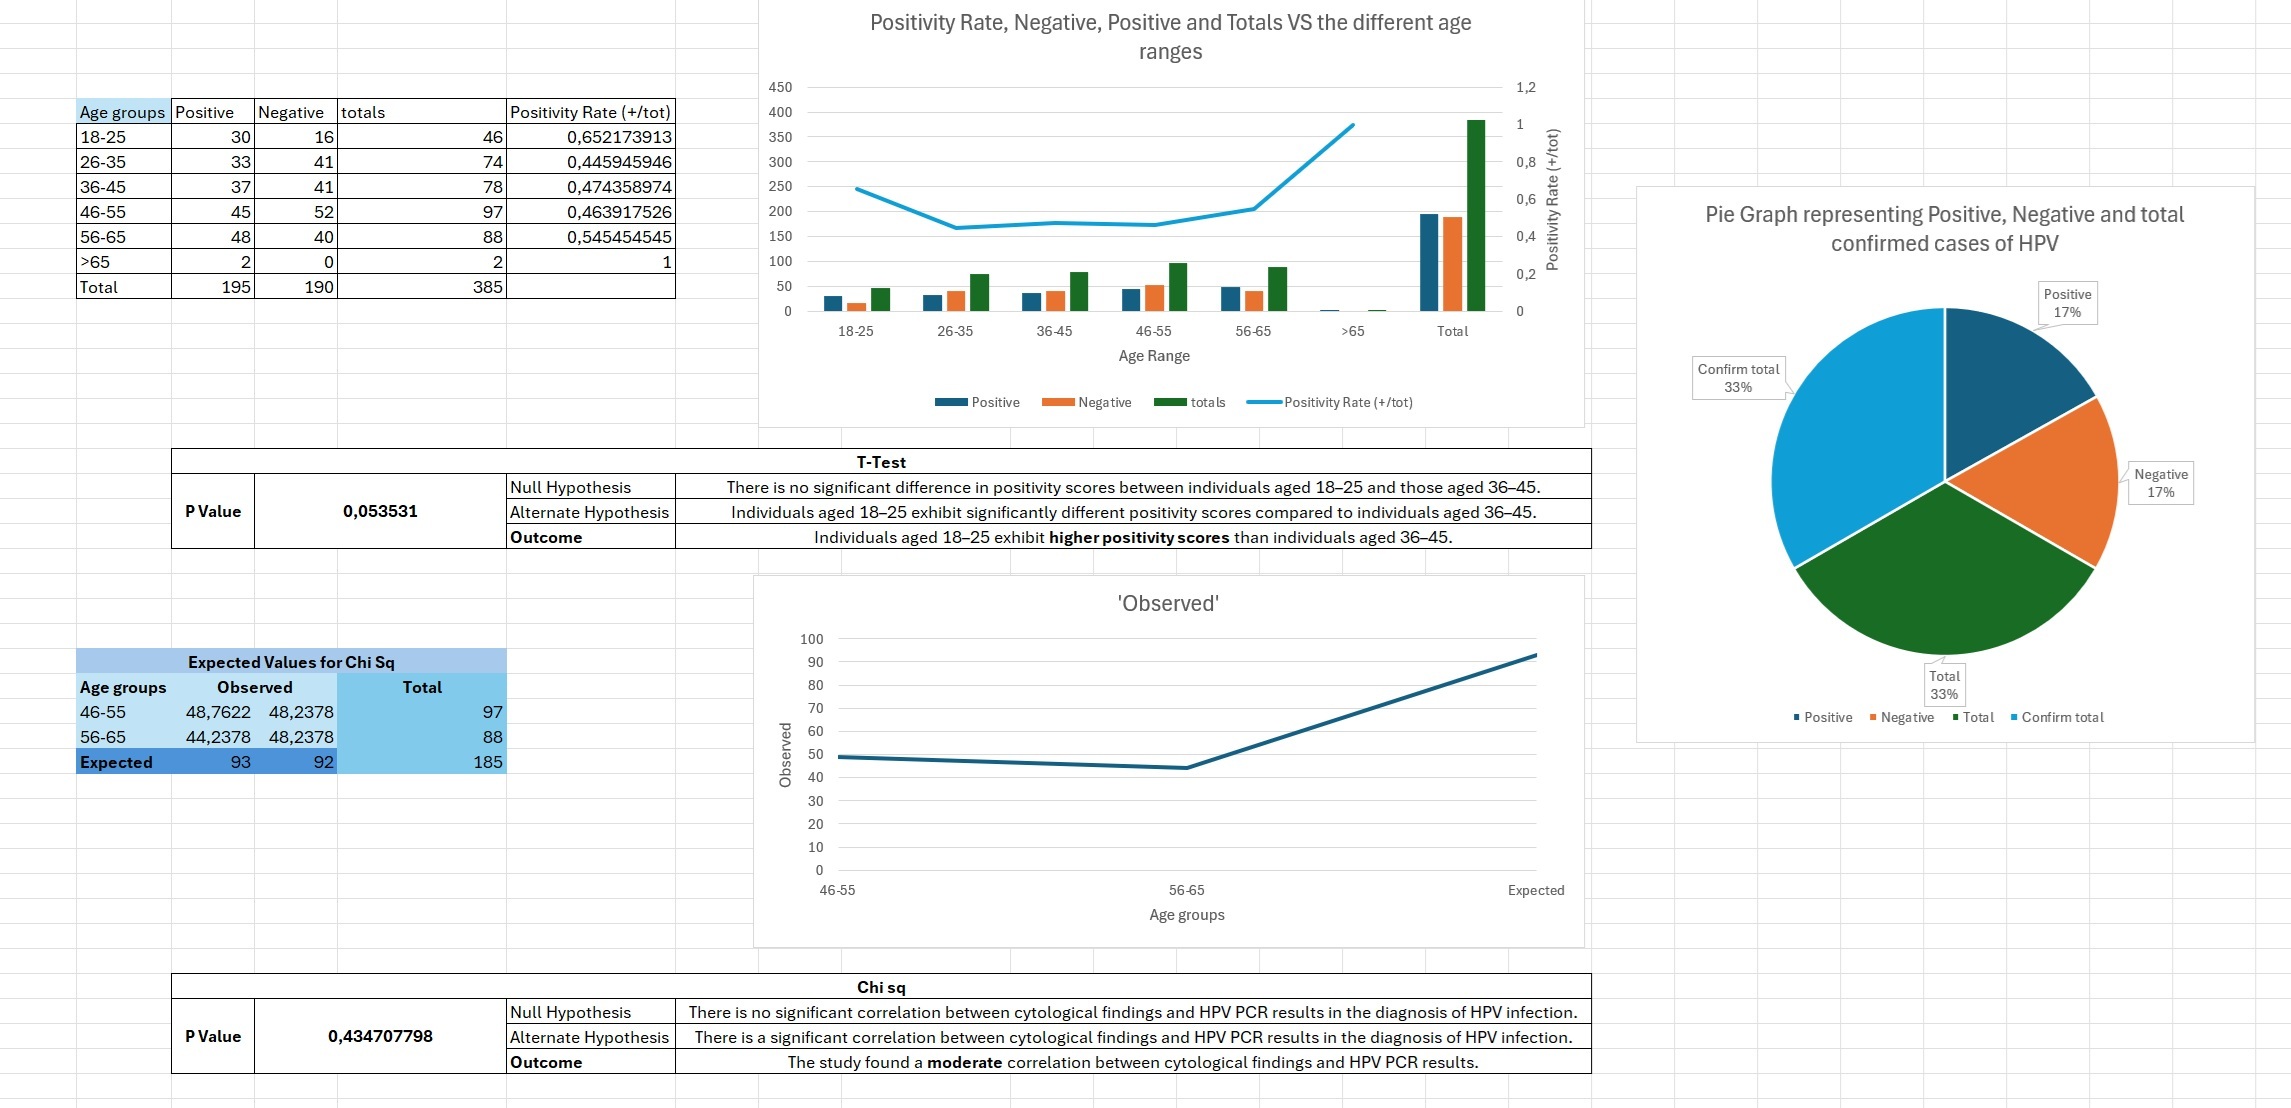 Positivity Rate, Negative, Positive and Totals VS the different age
ranges
Age groups Positive Negative totals Positivity Rate (+/tot)
18-25 30 16 46 0,652173913
26-35 33 41 74 0,445945946
36-45 37 41 78 0,474358974
46-55 45 52 97 0,463917526
56-65 48 40 88 0,545454545
>65 2 0 2 1
Total 195 190 385
450
400
350
300
250
200
150
100
50
0
1,2
1
0,8
0,6
0,4
0,2
0
Positivity Rate (+/tot)
18-25 26-35 36-45 46-55 56-65 >65 Total
Age Range
Positive Negative totals Positivity Rate (+/tot)
Pie Graph representing Positive, Negative and total
confirmed cases of HPV
Positive
17%
Confirm total
33%
Negative
17%
Total
33%
Positive Negative Total Confirm total
T-Test
P Value 0,053531
Null Hypothesis There is no significant difference in positivity scores between individuals aged 18–25 and those aged 36–45.
Alternate Hypothesis Individuals aged 18–25 exhibit significantly different positivity scores compared to individuals aged 36–45.
Outcome Individuals aged 18–25 exhibit higher positivity scores than individuals aged 36–45.
Expected Values for Chi Sq
Age groups Observed Total
46-55 48,7622 48,2378 97
56-65 44,2378 48,2378 88
Expected 93 92 185
'Observed'
100
90
80
70
60
50
40
30
20
10
0
Observed
46-55 56-65 Expected
Age groups
Chi sq
P Value 0,434707798
Null Hypothesis There is no significant correlation between cytological findings and HPV PCR results in the diagnosis of HPV infection.
Alternate Hypothesis There is a significant correlation between cytological findings and HPV PCR results in the diagnosis of HPV infection.
Outcome The study found a moderate correlation between cytological findings and HPV PCR results.